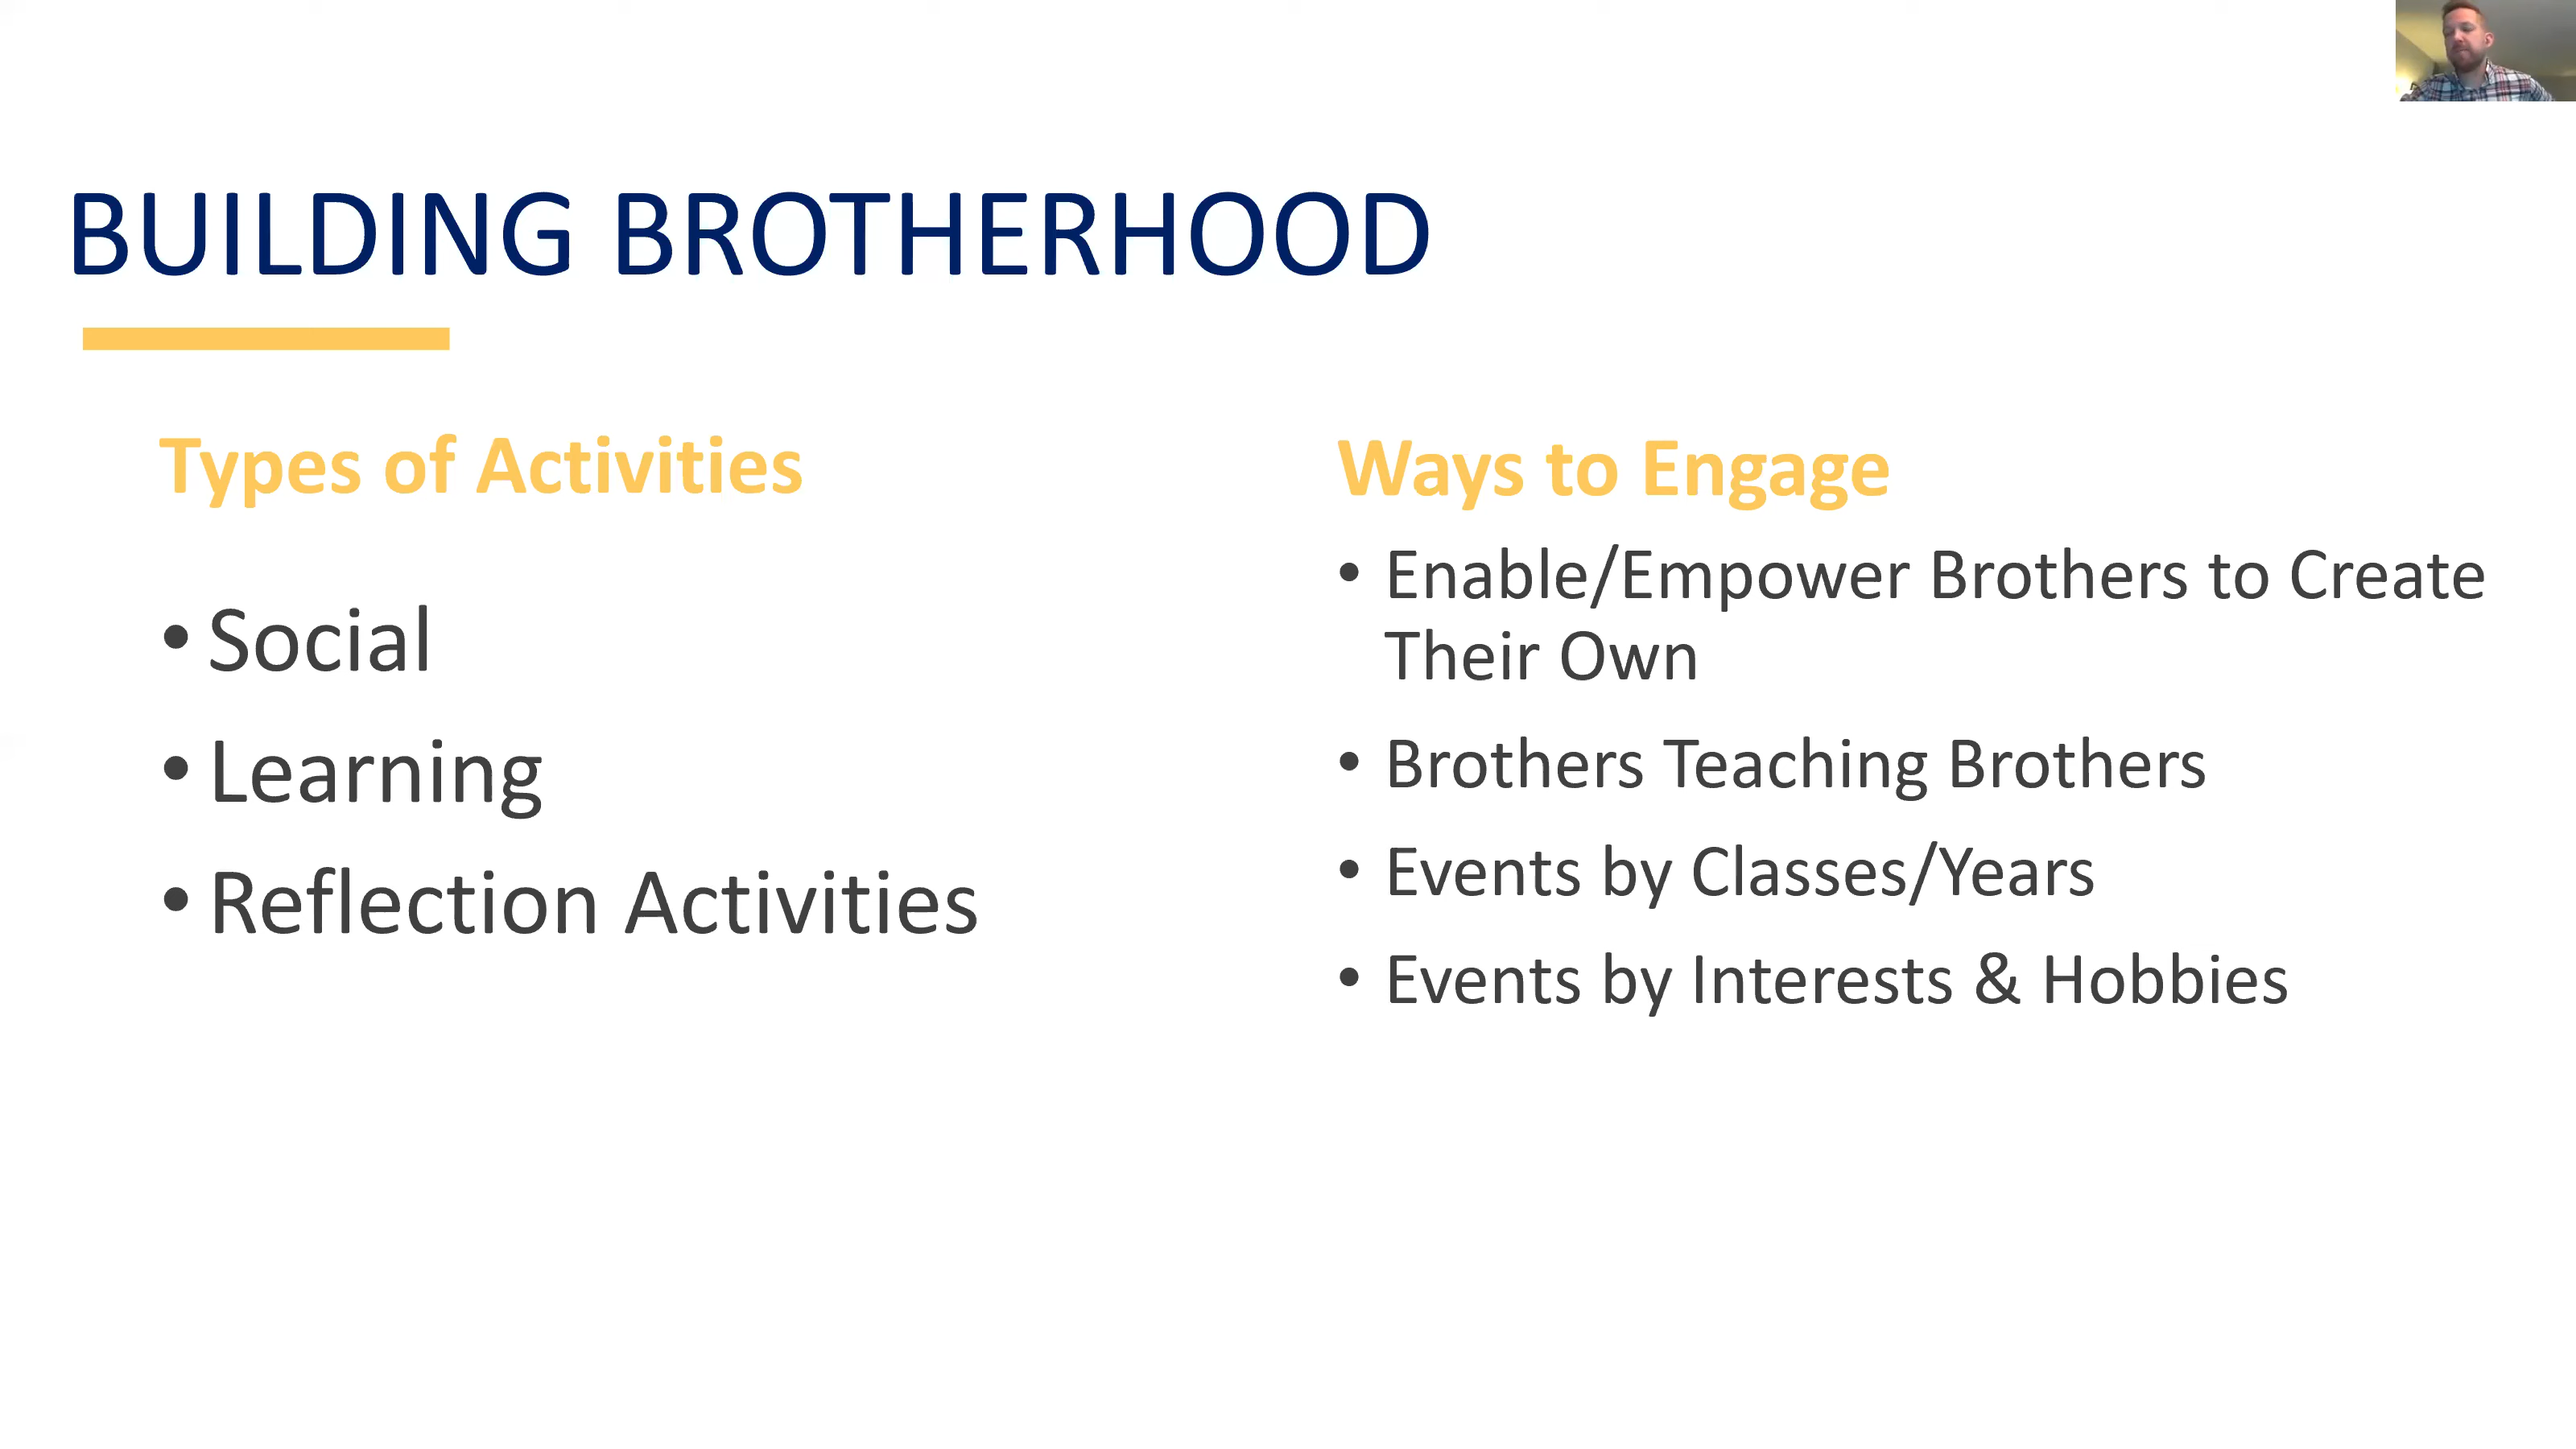 BUILDING BROTHERHOOD
Types of Activities
• Social
• Learning
• Reflection Activities
Ways to Engage
• Enable/Empower Brothers to Create
Their Own
• Brothers Teaching Brothers
• Events by Classes/Years
• Events by Interests & Hobbies